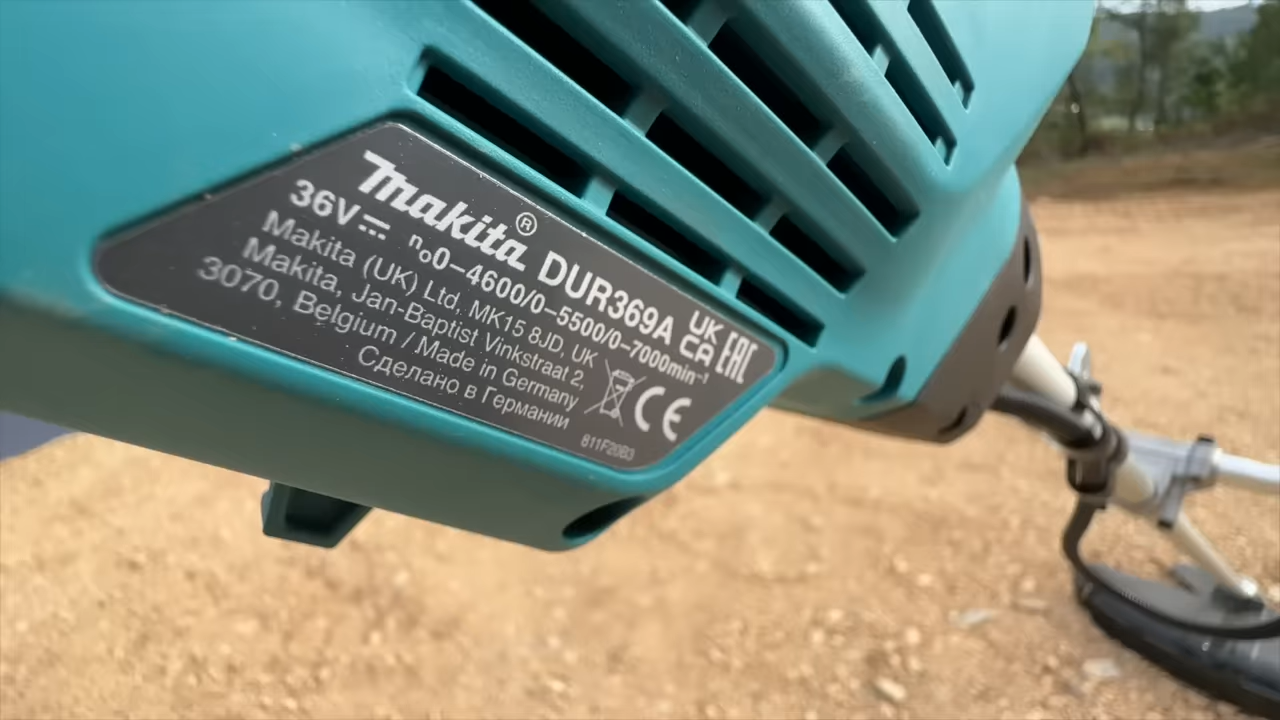 makita® DUR369A
36V⎓ n₀0–4600/0–5500/0–7000min⁻¹
Makita (UK) Ltd, MK15 8JD, UK
Makita, Jan-Baptist Vinkstraat 2,
3070, Belgium / Made in Germany
Сделано в Германии
UK
CA
EAC
CE
811F20B3